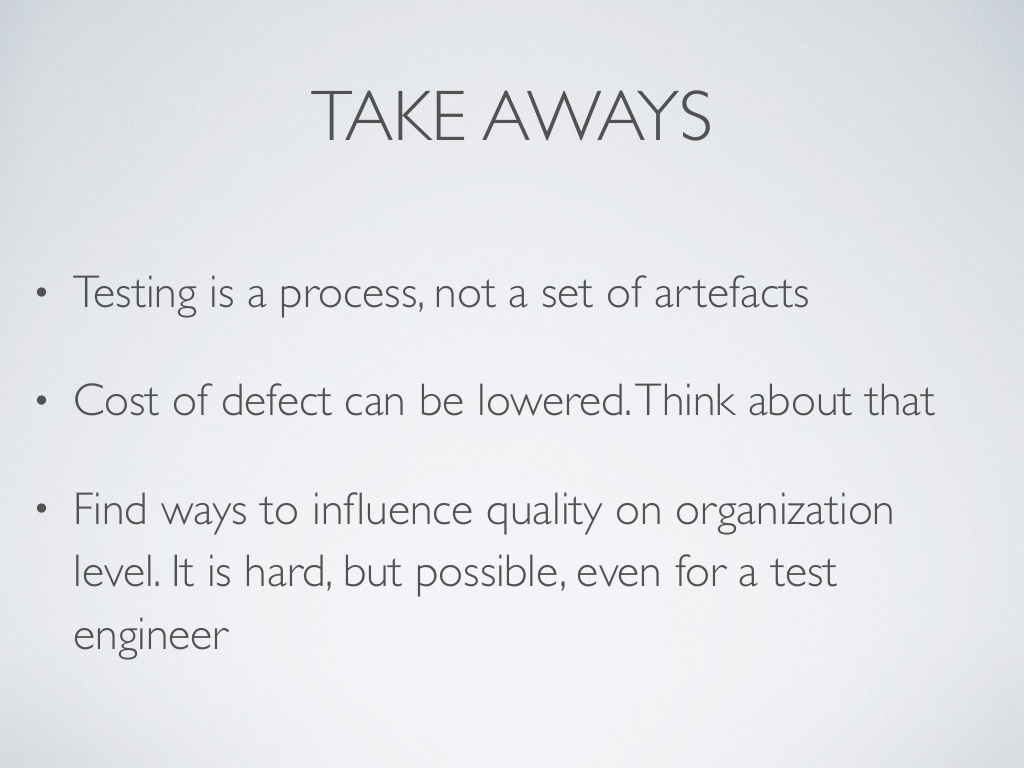 TAKE AWAYS
• Testing is a process, not a set of artefacts
• Cost of defect can be lowered. Think about that
• Find ways to influence quality on organization
level. It is hard, but possible, even for a test
engineer